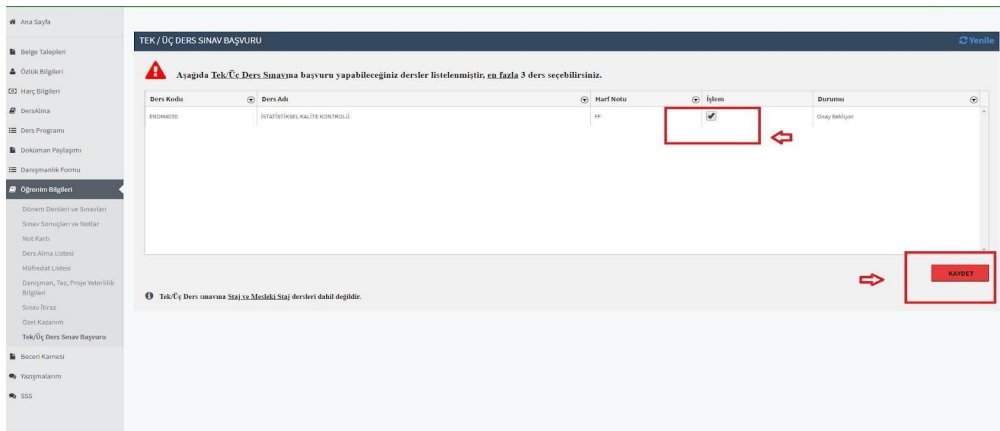 Ana Sayfa
Belge Talepleri
Özlük Bilgileri
Harç Bilgileri
DersAlma
Ders Programı
Doküman Paylaşımı
Danışmanlık Formu
Öğrenim Bilgileri
Dönem Dersleri ve Sınavları
Sınav Sonuçları ve Notlar
Not Kartı
Ders Alma Listesi
Müfredat Listesi
Danışman, Tez, Proje Yeterlilik
Bilgileri
Sınav İtiraz
Özel Kazanım
Tek/Üç Ders Sınav Başvuru
Beceri Karnesi
Yazışmalarım
SSS
TEK / ÜÇ DERS SINAV BAŞVURU
Yenile
Aşağıda Tek/Üç Ders Sınavına başvuru yapabileceğiniz dersler listelenmiştir, en fazla 3 ders seçebilirsiniz.
Ders Kodu Ders Adı Harf Notu İşlem Durumu
ENDM4030 İSTATİSTİKSEL KALİTE KONTROLÜ FF Onay Bekliyor
KAYDET
Tek/Üç Ders sınavına Staj ve Mesleki Staj dersleri dahil değildir.